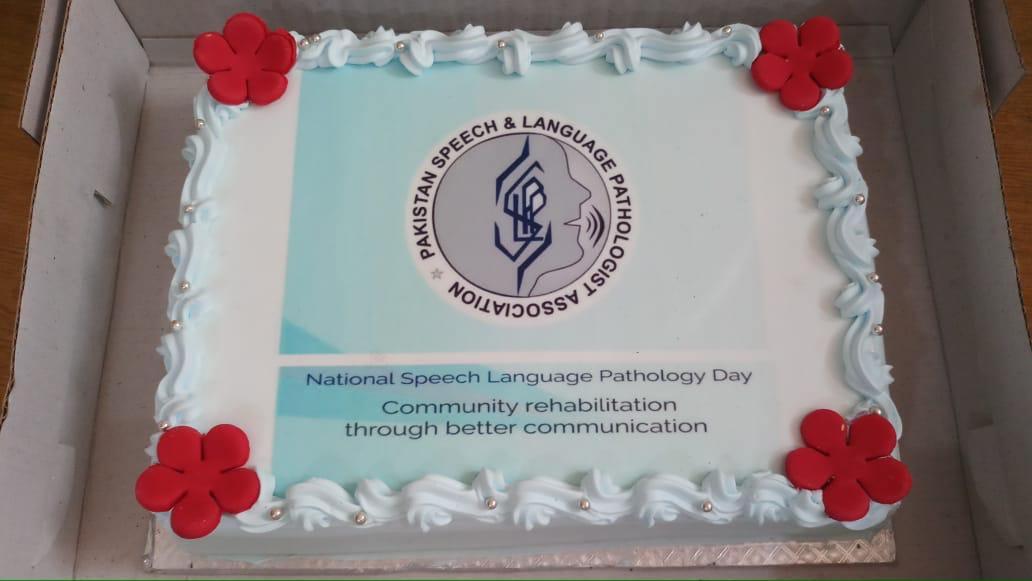 PAKISTAN SPEECH & LANGUAGE PATHOLOGIST ASSOCIATION
National Speech Language Pathology Day
Community rehabilitation
through better communication